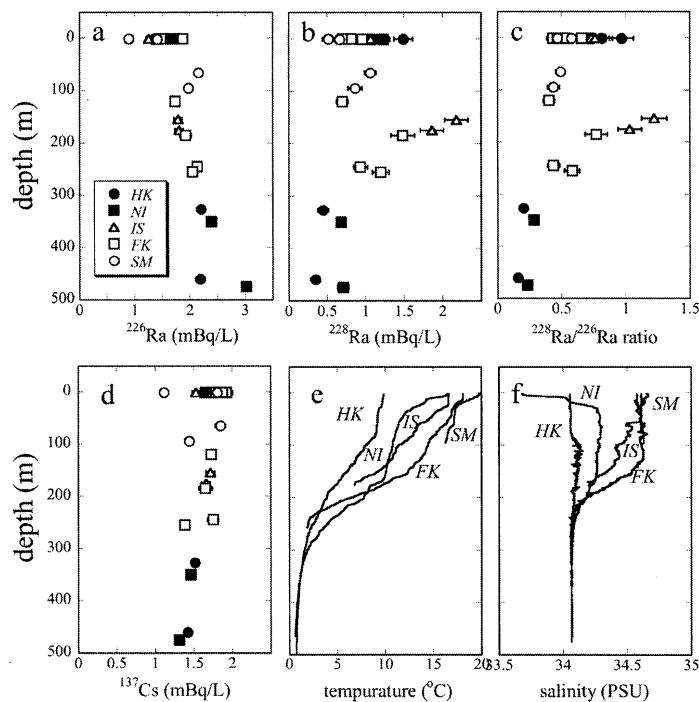 a
b
c
0
100
200
300
400
500
depth (m)
HK
NI
IS
FK
SM
0 1 2 3
0 0.5 1 1.5 2 2.5
0 0.5 1 1.5
226Ra (mBq/L)
228Ra (mBq/L)
228Ra/226Ra ratio
d
e
f
0
100
200
300
400
500
depth (m)
HK
NI
IS
SM
FK
NI
SM
HK
IS
FK
0 0.5 1 1.5 2
0 5 10 15 20
33.5 34 34.5 35
137Cs (mBq/L)
tempurature (oC)
salinity (PSU)